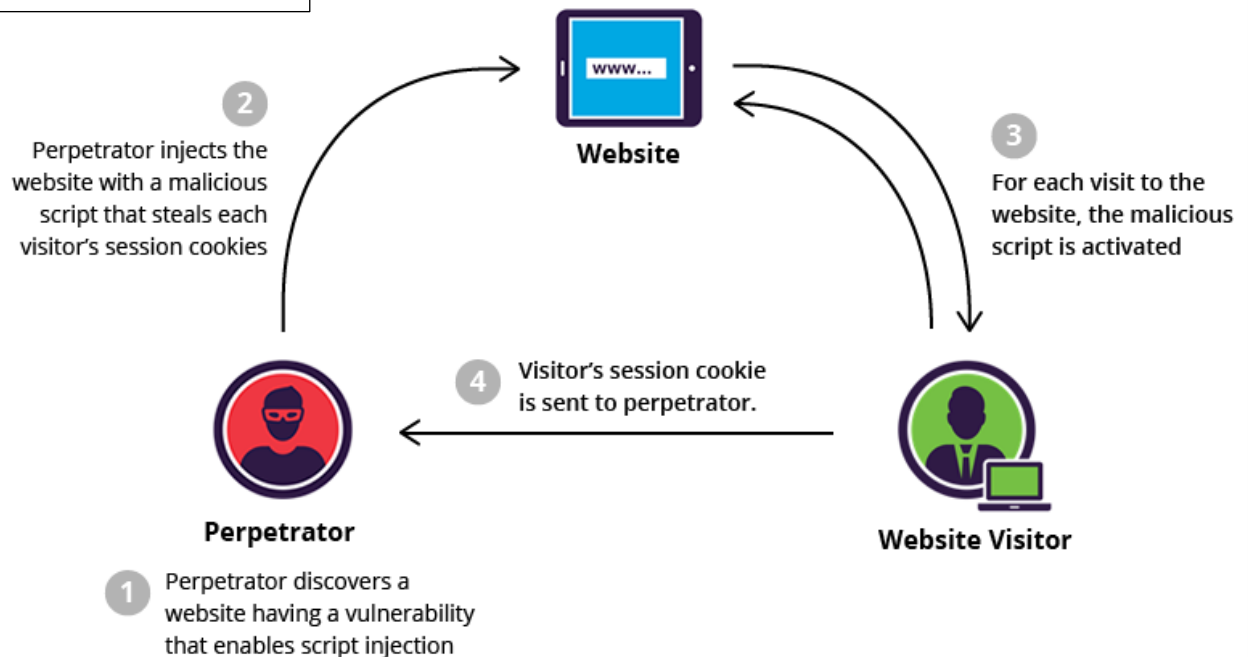 www...
Website
2
Perpetrator injects the
website with a malicious
script that steals each
visitor’s session cookies
3
For each visit to the
website, the malicious
script is activated
4
Visitor’s session cookie
is sent to perpetrator.
Perpetrator
Website Visitor
1
Perpetrator discovers a
website having a vulnerability
that enables script injection